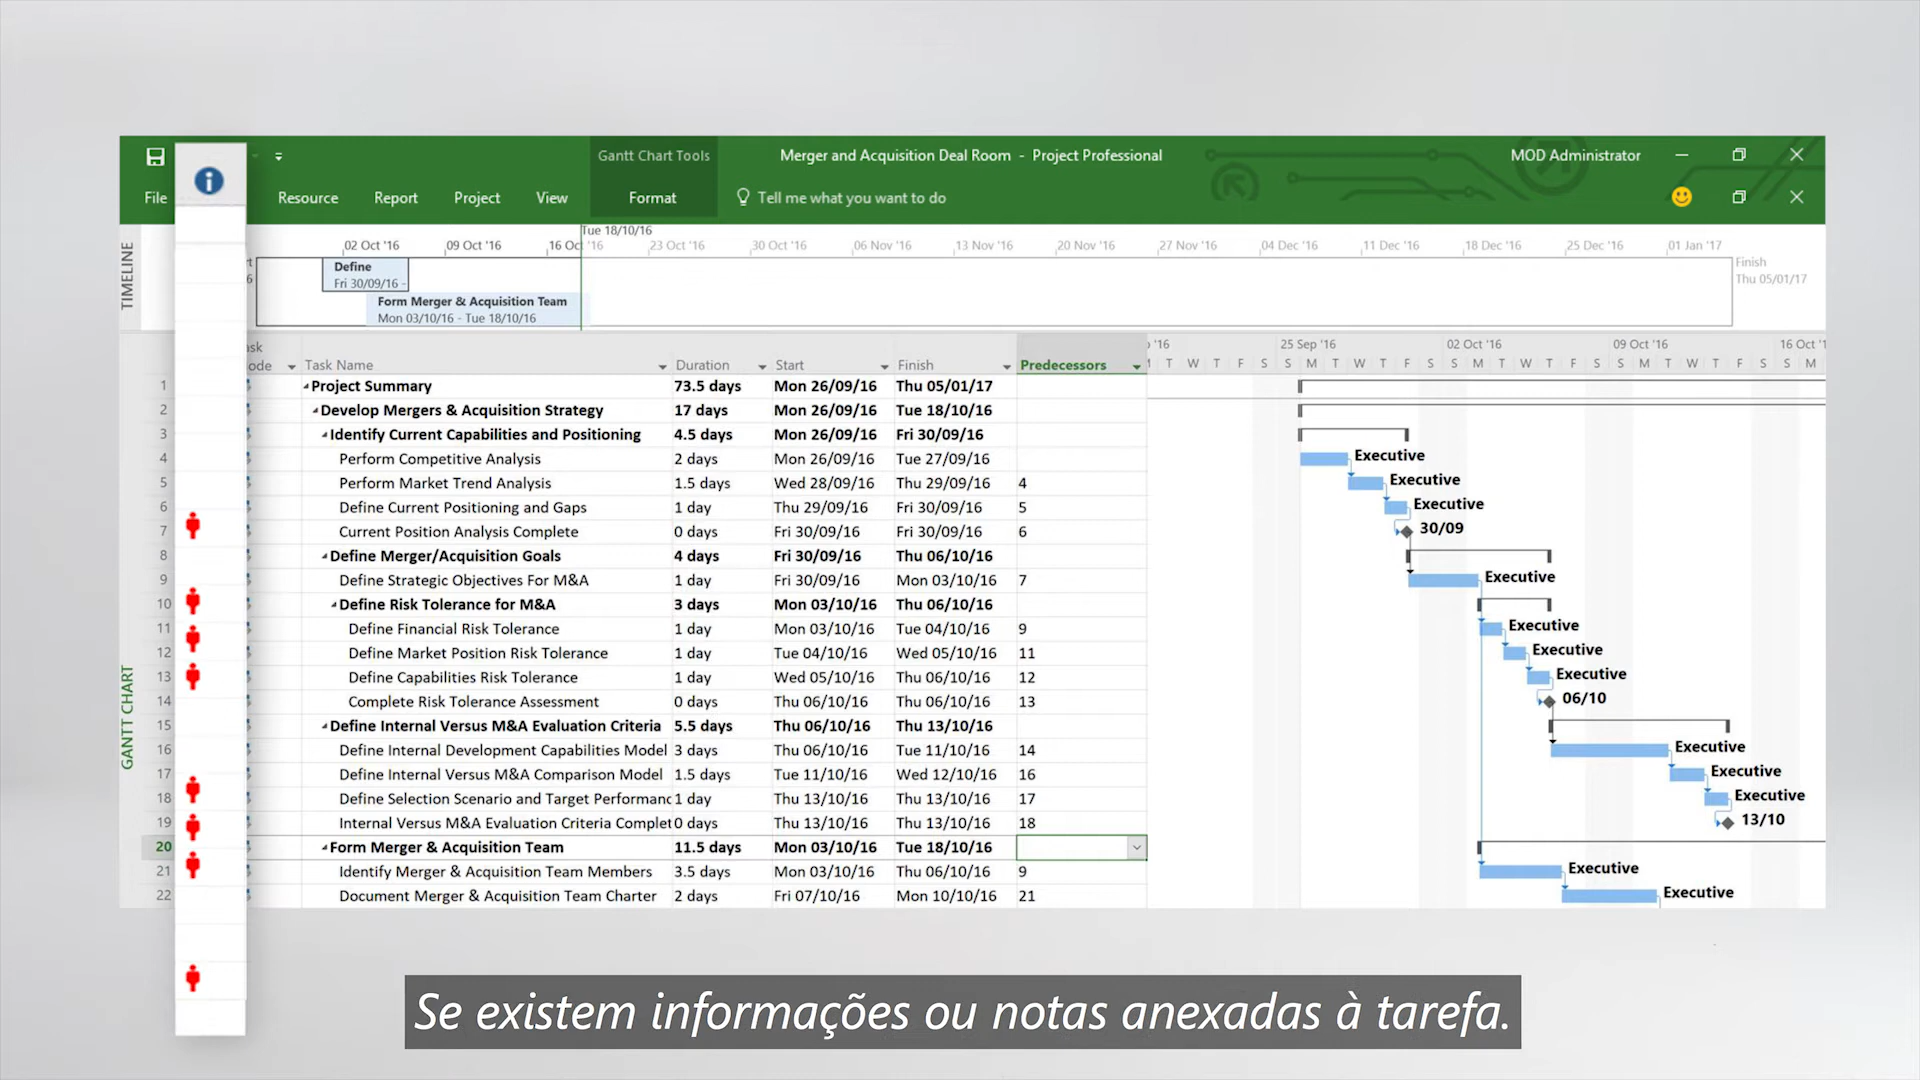 Gantt Chart Tools
Merger and Acquisition Deal Room - Project Professional
MOD Administrator
File Resource Report Project View Format Tell me what you want to do
TIMELINE
Tue 18/10/16
02 Oct '16 09 Oct '16 16 Oct '16 23 Oct '16 30 Oct '16 06 Nov '16 13 Nov '16 20 Nov '16 27 Nov '16 04 Dec '16 11 Dec '16 18 Dec '16 25 Dec '16 01 Jan '17
Define
Fri 30/09/16 -
Form Merger & Acquisition Team
Mon 03/10/16 - Tue 18/10/16
Finish
Thu 05/01/17
'16 25 Sep '16 02 Oct '16 09 Oct '16 16 Oct '1
Task Name Duration Start Finish Predecessors
T W T F S S M T W T F S S M T W T F S S M T W T F S S M
GANTT CHART
1 Project Summary 73.5 days Mon 26/09/16 Thu 05/01/17
2 Develop Mergers & Acquisition Strategy 17 days Mon 26/09/16 Tue 18/10/16
3 Identify Current Capabilities and Positioning 4.5 days Mon 26/09/16 Fri 30/09/16
4 Perform Competitive Analysis 2 days Mon 26/09/16 Tue 27/09/16 Executive
5 Perform Market Trend Analysis 1.5 days Wed 28/09/16 Thu 29/09/16 4 Executive
6 Define Current Positioning and Gaps 1 day Thu 29/09/16 Fri 30/09/16 5 Executive
7 Current Position Analysis Complete 0 days Fri 30/09/16 Fri 30/09/16 6 30/09
8 Define Merger/Acquisition Goals 4 days Fri 30/09/16 Thu 06/10/16
9 Define Strategic Objectives For M&A 1 day Fri 30/09/16 Mon 03/10/16 7 Executive
10 Define Risk Tolerance for M&A 3 days Mon 03/10/16 Thu 06/10/16
11 Define Financial Risk Tolerance 1 day Mon 03/10/16 Tue 04/10/16 9 Executive
12 Define Market Position Risk Tolerance 1 day Tue 04/10/16 Wed 05/10/16 11 Executive
13 Define Capabilities Risk Tolerance 1 day Wed 05/10/16 Thu 06/10/16 12 Executive
14 Complete Risk Tolerance Assessment 0 days Thu 06/10/16 Thu 06/10/16 13 06/10
15 Define Internal Versus M&A Evaluation Criteria 5.5 days Thu 06/10/16 Thu 13/10/16
16 Define Internal Development Capabilities Model 3 days Thu 06/10/16 Tue 11/10/16 14 Executive
17 Define Internal Versus M&A Comparison Model 1.5 days Tue 11/10/16 Wed 12/10/16 16 Executive
18 Define Selection Scenario and Target Performanc 1 day Thu 13/10/16 Thu 13/10/16 17 Executive
19 Internal Versus M&A Evaluation Criteria Complet 0 days Thu 13/10/16 Thu 13/10/16 18 13/10
20 Form Merger & Acquisition Team 11.5 days Mon 03/10/16 Tue 18/10/16
21 Identify Merger & Acquisition Team Members 3.5 days Mon 03/10/16 Thu 06/10/16 9 Executive
22 Document Merger & Acquisition Team Charter 2 days Fri 07/10/16 Mon 10/10/16 21 Executive
Se existem informações ou notas anexadas à tarefa.